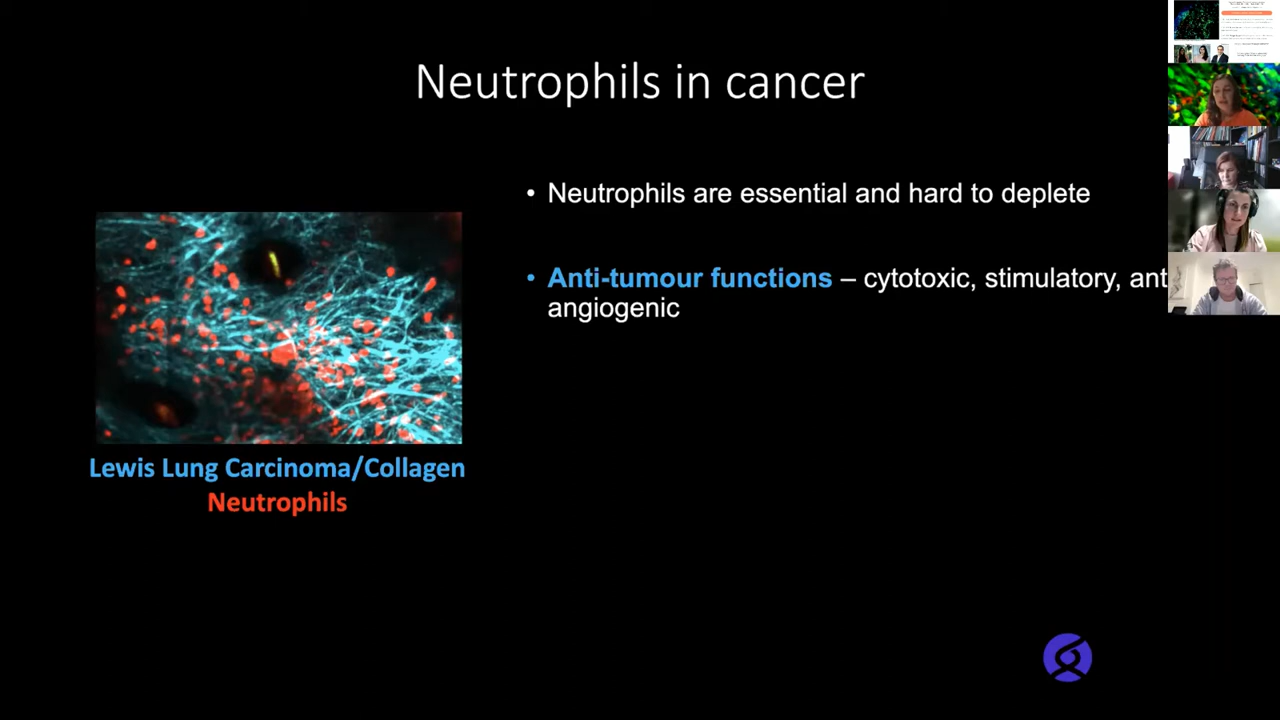 Neutrophils in cancer
• Neutrophils are essential and hard to deplete
• Anti-tumour functions – cytotoxic, stimulatory, ant
angiogenic
Lewis Lung Carcinoma/Collagen
Neutrophils